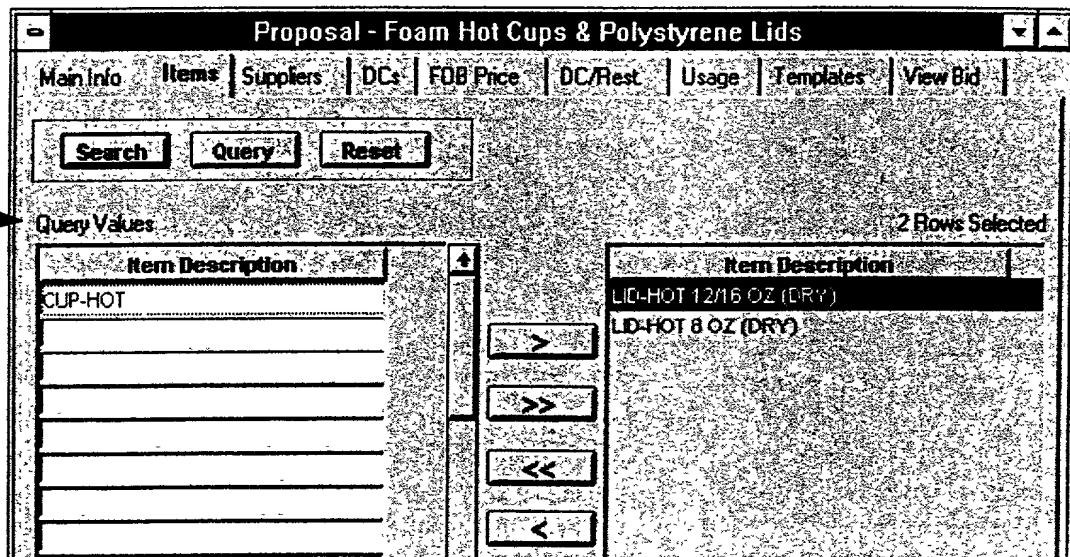 Proposal - Foam Hot Cups & Polystyrene Lids
Main Info Items Suppliers DCs FOB Price DC/Rest. Usage Templates View Bid
Search Query Reset
Query Values 2 Rows Selected
Item Description Item Description
CUP-HOT LID-HOT 12/16 OZ (DRY)
LID-HOT 8 OZ (DRY)
>
>>
<<
<